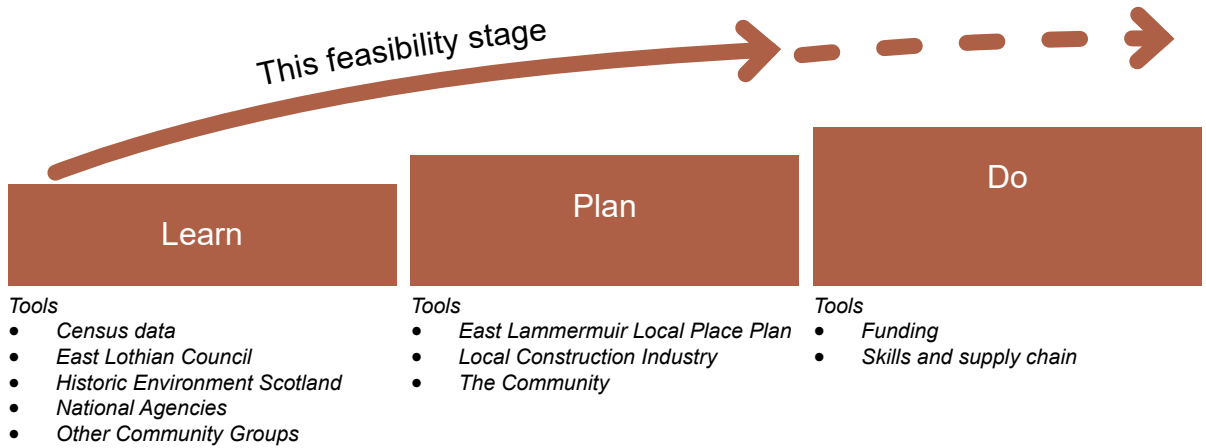 This feasibility stage
Learn
Plan
Do
Tools
• Census data
• East Lothian Council
• Historic Environment Scotland
• National Agencies
• Other Community Groups
Tools
• East Lammermuir Local Place Plan
• Local Construction Industry
• The Community
Tools
• Funding
• Skills and supply chain